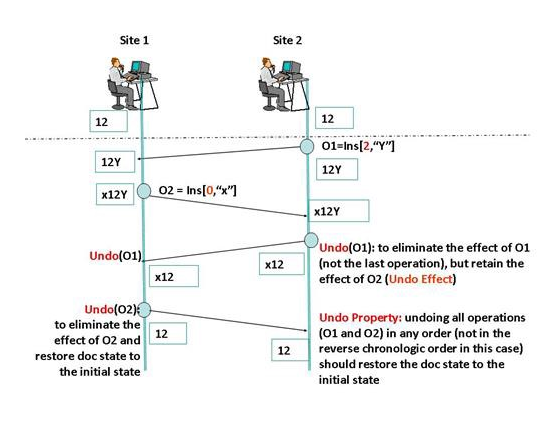 Site 1
Site 2
12
12
O1=Ins[2,“Y”]
12Y
12Y
x12Y
O2 = Ins[0,“x”]
x12Y
Undo(O1)
x12
x12
Undo(O1): to eliminate the effect of O1
(not the last operation), but retain the
effect of O2 (Undo Effect)
Undo(O2):
to eliminate the
effect of O2 and
restore doc state to
the initial state
12
12
Undo Property: undoing all operations
(O1 and O2) in any order (not in the
reverse chronologic order in this case)
should restore the doc state to the
initial state